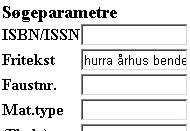 Søgeparametre
ISBN/ISSN
Fritekst hurra århus bende
Faustnr.
Mat.type